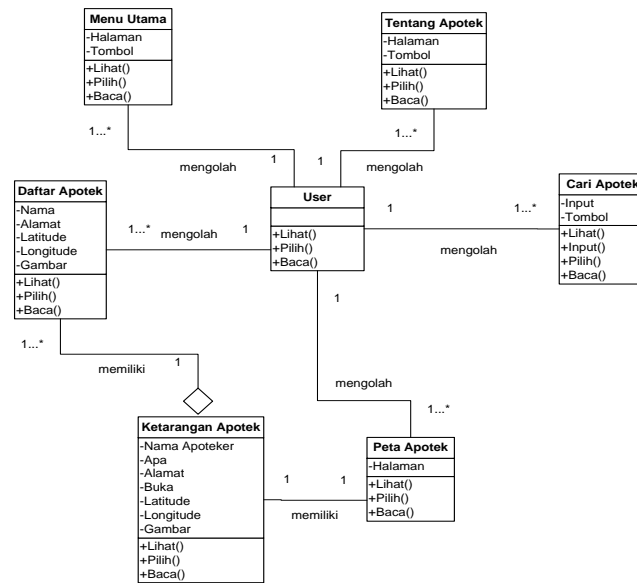 Menu Utama
-Halaman
-Tombol
+Lihat()
+Pilih()
+Baca()
Tentang Apotek
-Halaman
-Tombol
+Lihat()
+Pilih()
+Baca()
1...*
mengolah
1
1
1...*
mengolah
Daftar Apotek
-Nama
-Alamat
-Latitude
-Longitude
-Gambar
+Lihat()
+Pilih()
+Baca()
1...*
mengolah
1
User
+Lihat()
+Pilih()
+Baca()
1
1...*
mengolah
Cari Apotek
-Input
-Tombol
+Lihat()
+Input()
+Pilih()
+Baca()
1...*
memiliki
1
1
mengolah
1...*
Ketarangan Apotek
-Nama Apoteker
-Apa
-Alamat
-Buka
-Latitude
-Longitude
-Gambar
+Lihat()
+Pilih()
+Baca()
1
1
memiliki
Peta Apotek
-Halaman
+Lihat()
+Pilih()
+Baca()